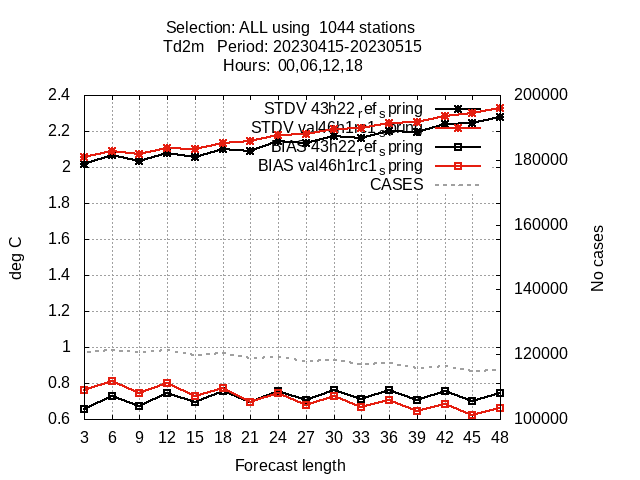 Selection: ALL using  1044 stations
Td2m   Period: 20230415-20230515
Hours:  00,06,12,18
STDV 43h22_ref_spring
STDV val46h1rc1_spring
BIAS 43h22_ref_spring
BIAS val46h1rc1_spring
CASES
2.4
2.2
2
1.8
1.6
1.4
1.2
1
0.8
0.6
deg C
200000
180000
160000
140000
120000
100000
No cases
3 6 9 12 15 18 21 24 27 30 33 36 39 42 45 48
Forecast length